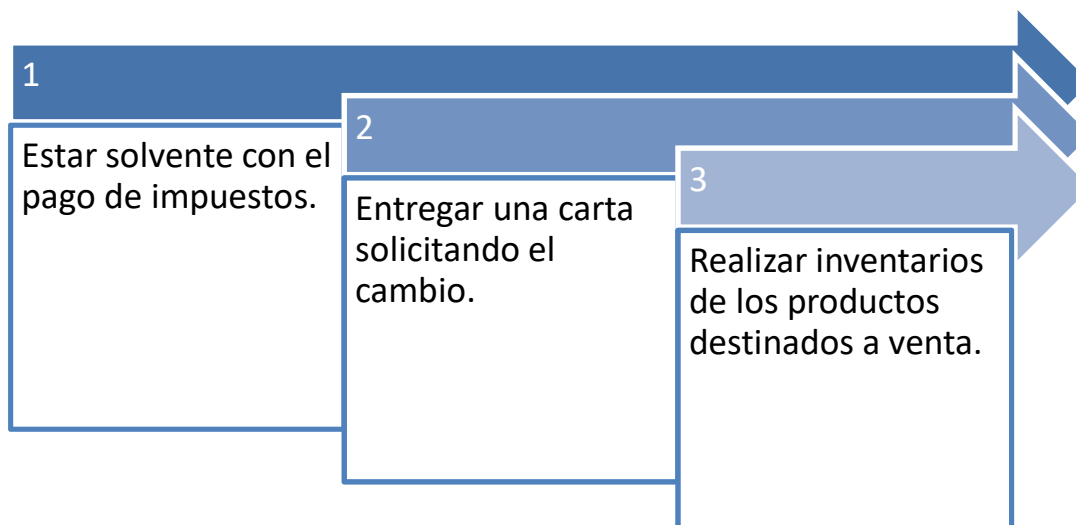 1
Estar solvente con el
pago de impuestos.
2
Entregar una carta
solicitando el
cambio.
3
Realizar inventarios
de los productos
destinados a venta.